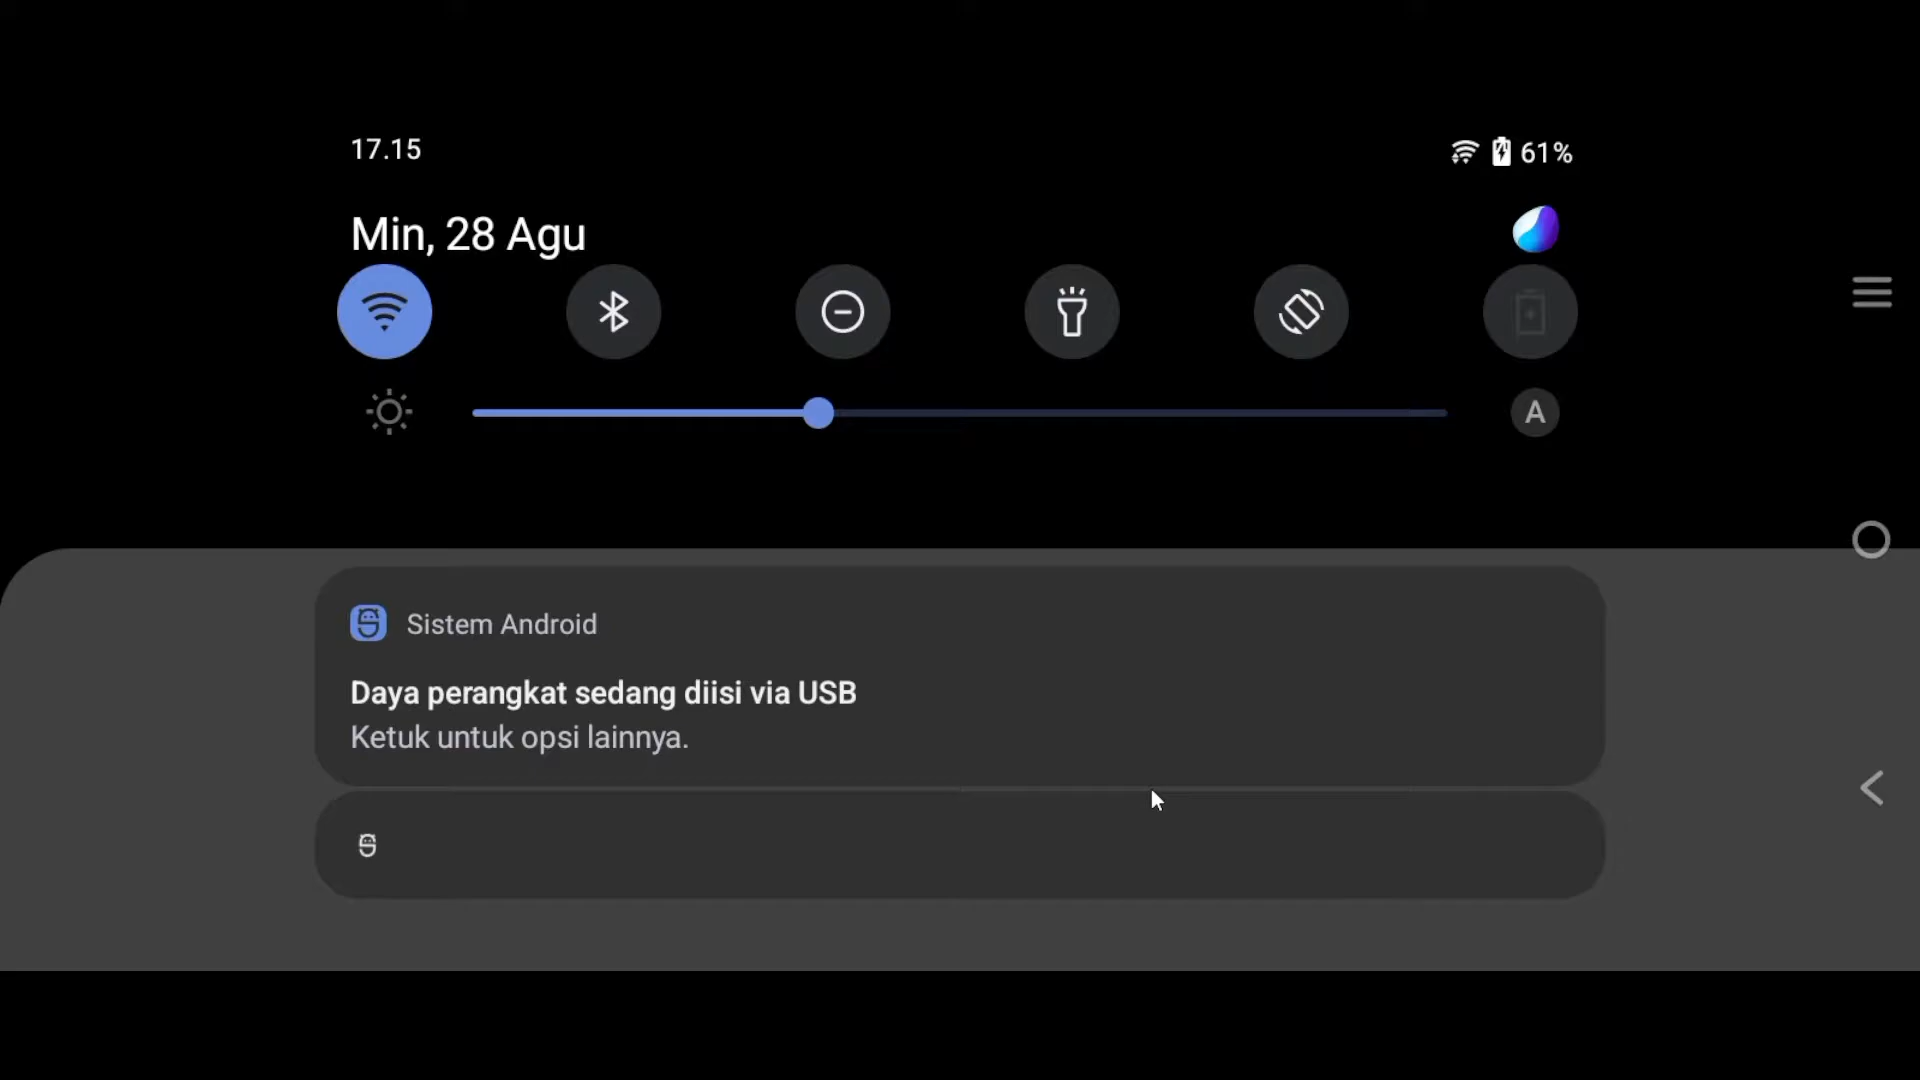 17.15
61%
Min, 28 Agu
A
Sistem Android
Daya perangkat sedang diisi via USB
Ketuk untuk opsi lainnya.